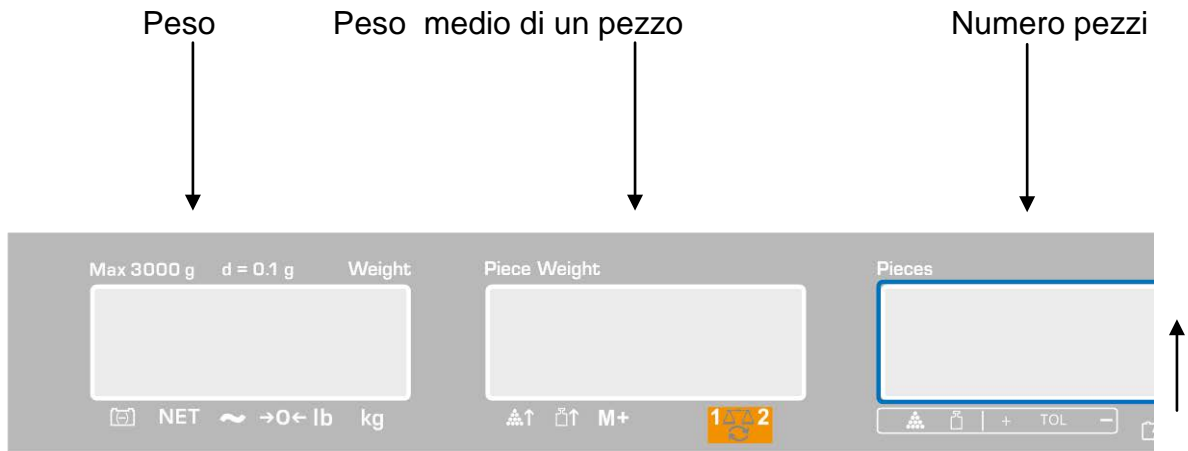 Peso Peso medio di un pezzo Numero pezzi
Max 3000 g d = 0.1 g Weight Piece Weight Pieces
NET ~ →0← lb kg M+ 1 2 + TOL –